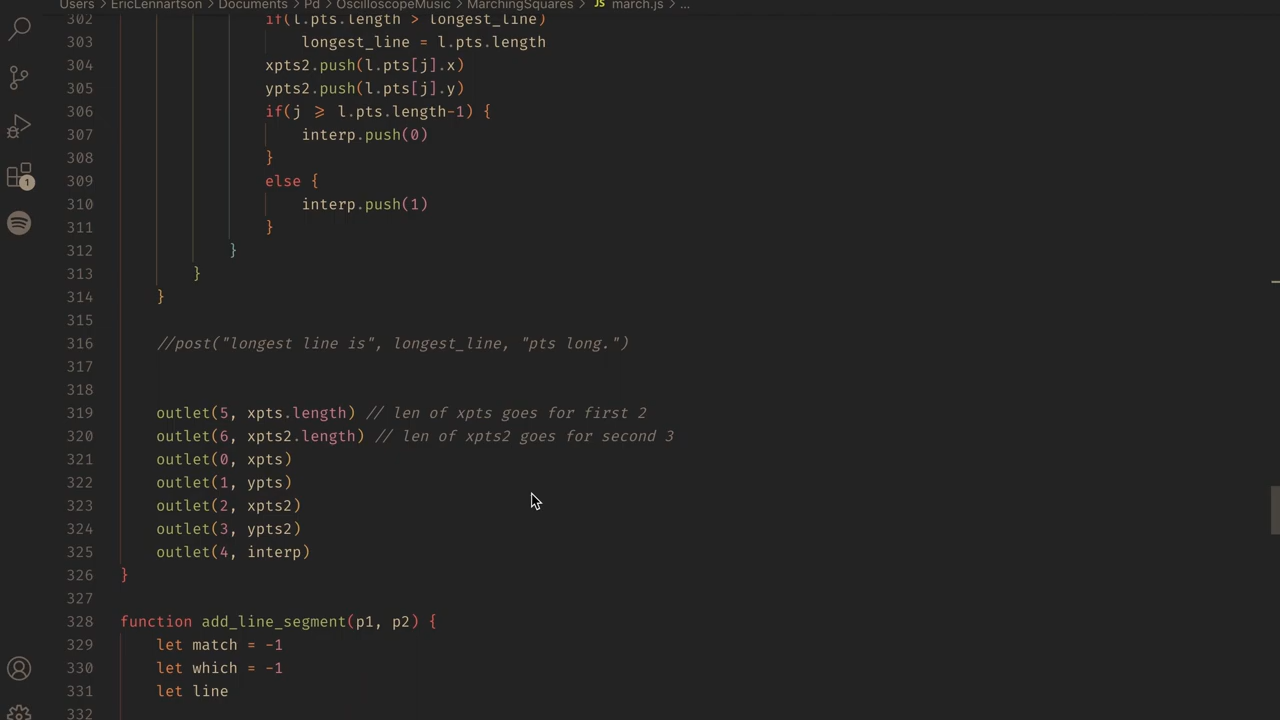 Users > EricLennartson > Documents > Pd > OscilloscopeMusic > MarchingSquares > JS march.js > ...
302 if(l.pts.length > longest_line)
303 longest_line = l.pts.length
304 xpts2.push(l.pts[j].x)
305 ypts2.push(l.pts[j].y)
306 if(j ⩾ l.pts.length-1) {
307 interp.push(0)
308 }
309 else {
310 interp.push(1)
311 }
312 }
313 }
314 }
315
316 //post("longest line is", longest_line, "pts long.")
317
318
319 outlet(5, xpts.length) // len of xpts goes for first 2
320 outlet(6, xpts2.length) // len of xpts2 goes for second 3
321 outlet(0, xpts)
322 outlet(1, ypts)
323 outlet(2, xpts2)
324 outlet(3, ypts2)
325 outlet(4, interp)
326 }
327
328 function add_line_segment(p1, p2) {
329 let match = -1
330 let which = -1
331 let line
332
1